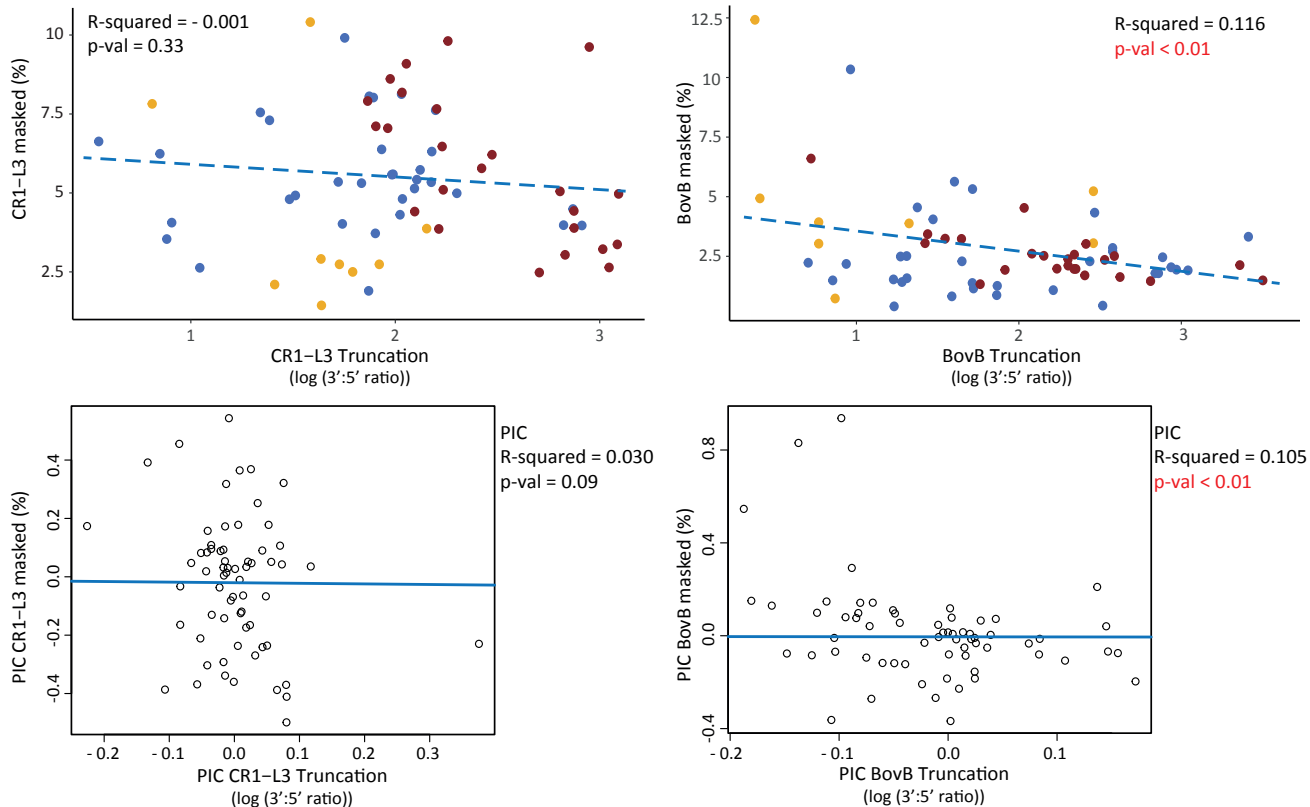 R-squared = - 0.001
p-val = 0.33
CR1−L3 masked (%)
10
7.5
5
2.5
1
2
3
CR1−L3 Truncation
(log (3':5' ratio))
R-squared = 0.116
p-val < 0.01
BovB masked (%)
12.5
10
7.5
5
2.5
1
2
3
BovB Truncation
(log (3':5' ratio))
PIC
R-squared = 0.030
p-val = 0.09
PIC CR1−L3 masked (%)
0.4
0.2
0.0
-0.2
-0.4
-0.2
-0.1
0.0
0.1
0.2
0.3
PIC CR1−L3 Truncation
(log (3':5' ratio))
PIC
R-squared = 0.105
p-val < 0.01
PIC BovB masked (%)
0.8
0.4
0.0
-0.4
-0.2
-0.1
0.0
0.1
PIC BovB Truncation
(log (3':5' ratio))